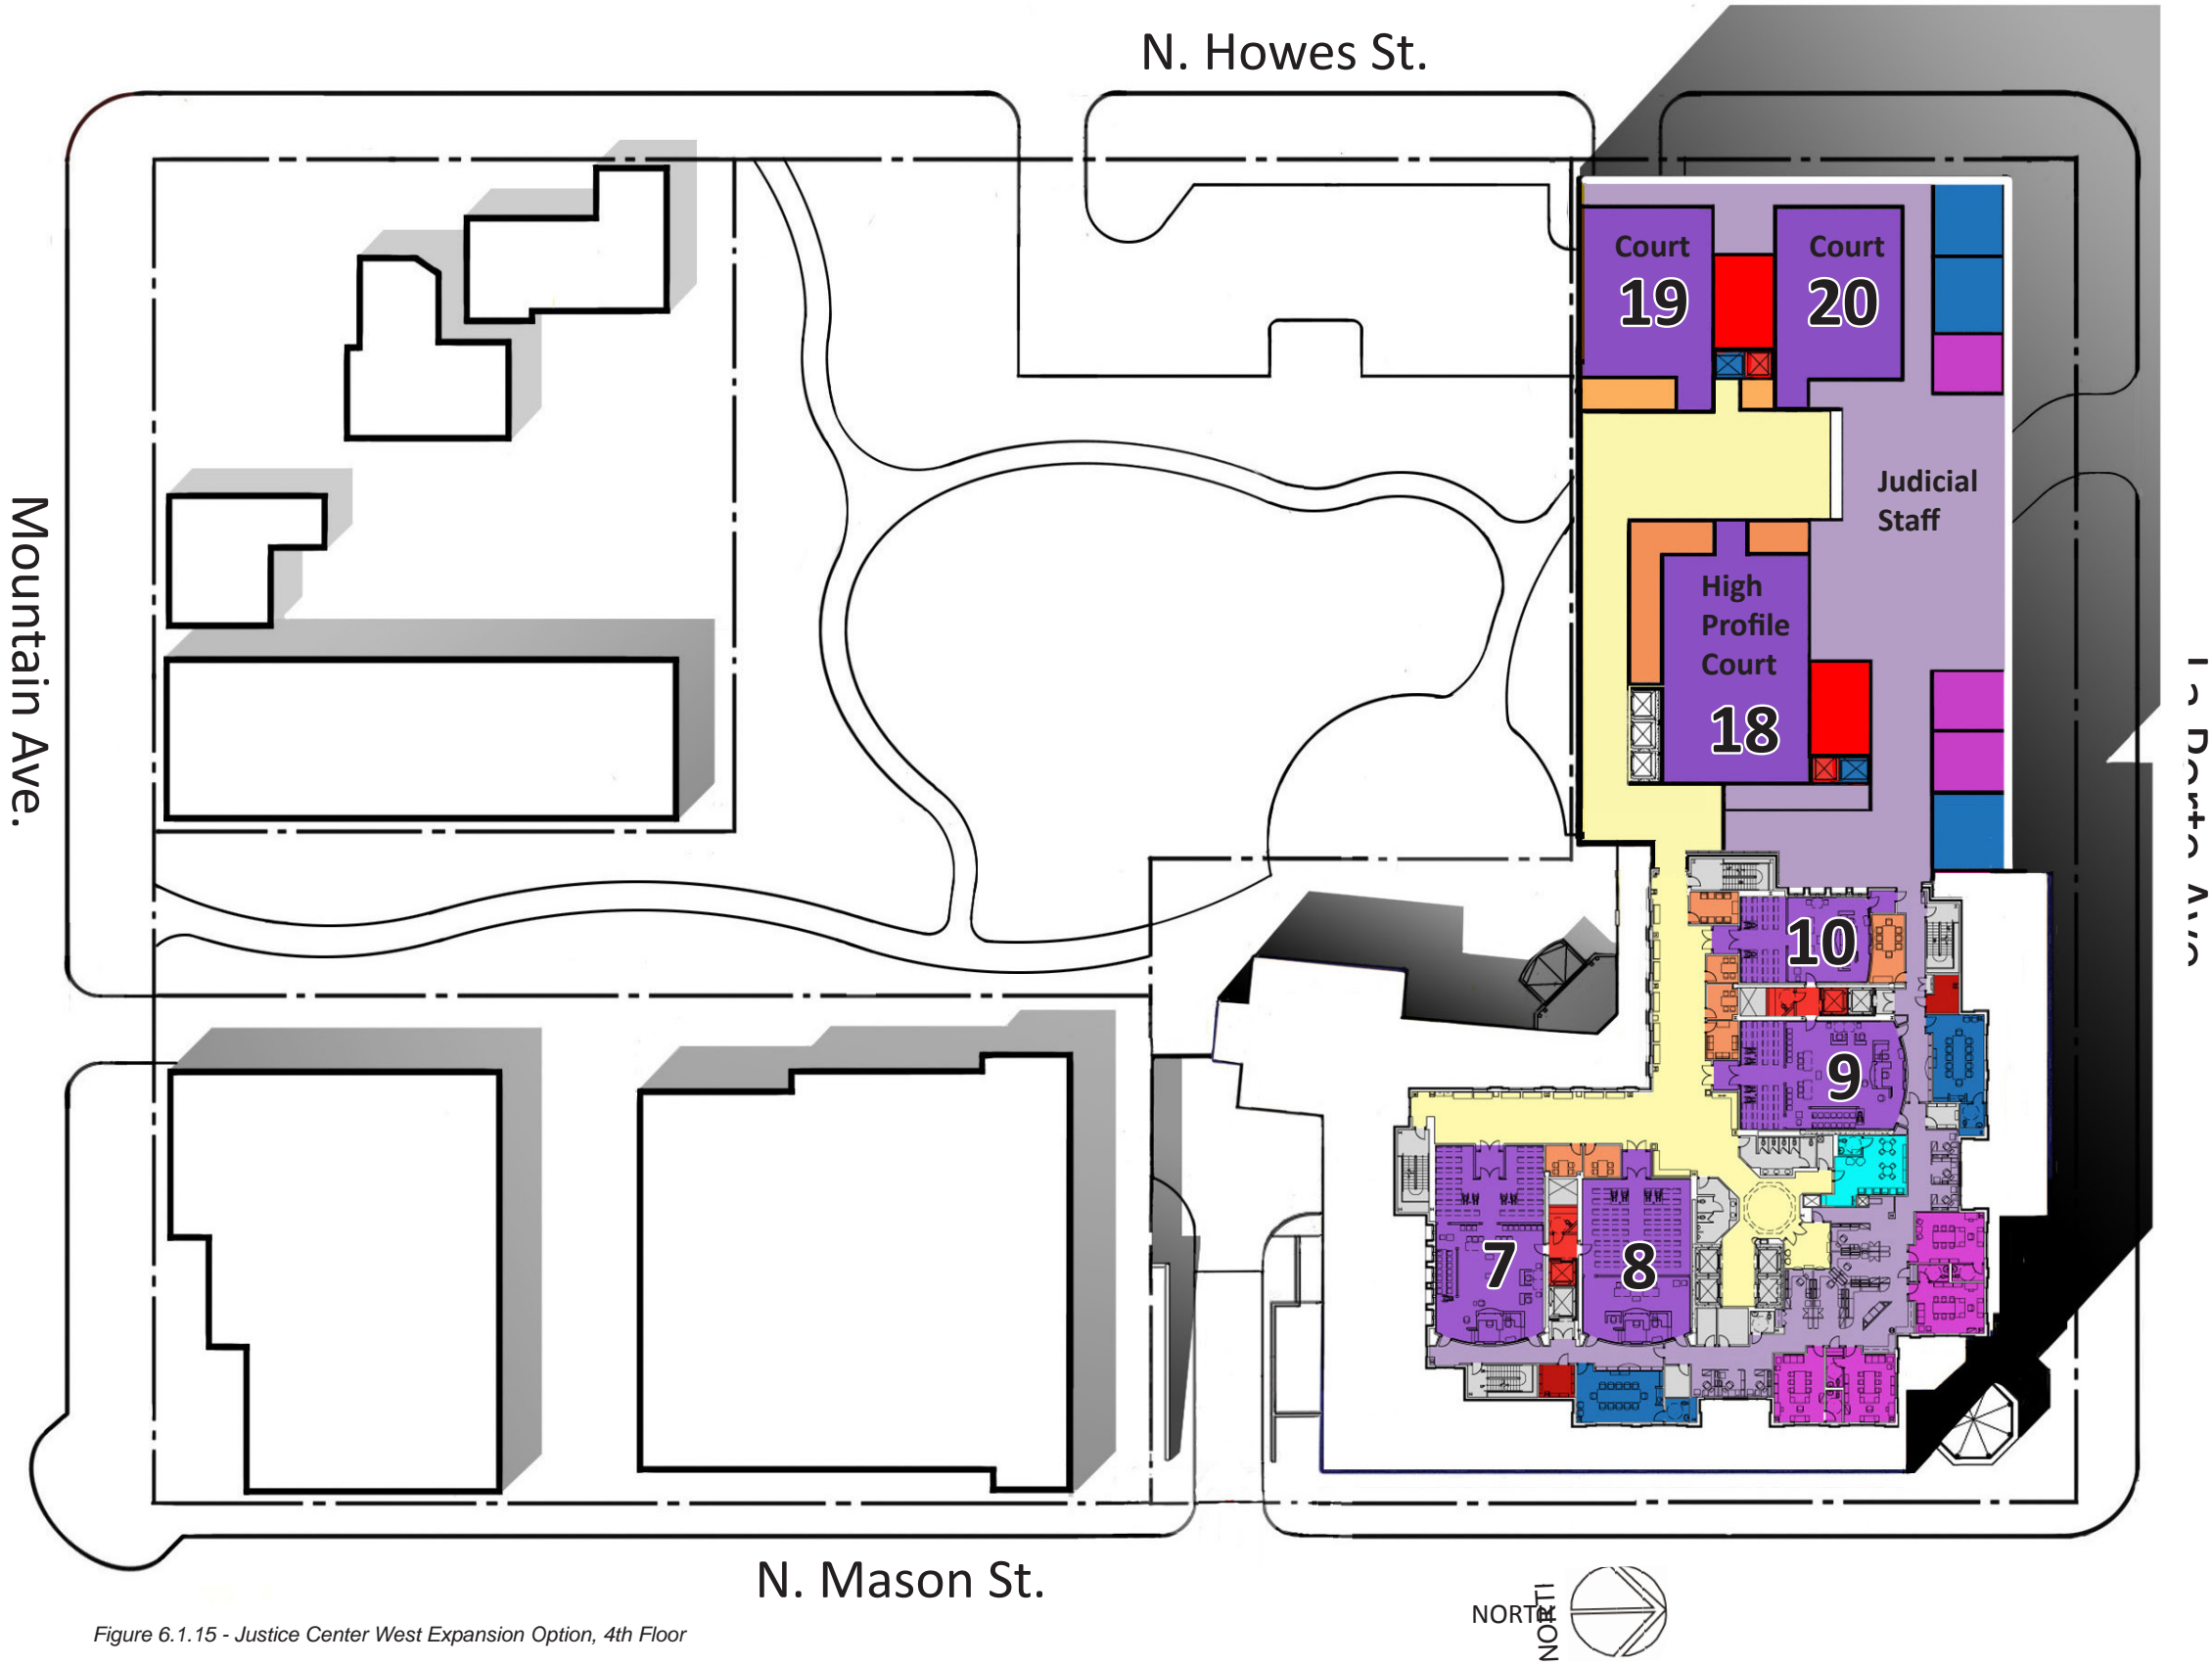 N. Howes St.
Court
19
Court
20
Judicial
Staff
High
Profile
Court
18
Mountain Ave.
10
9
7
8
N. Mason St.
NORTH
NORTH
Figure 6.1.15 - Justice Center West Expansion Option, 4th Floor